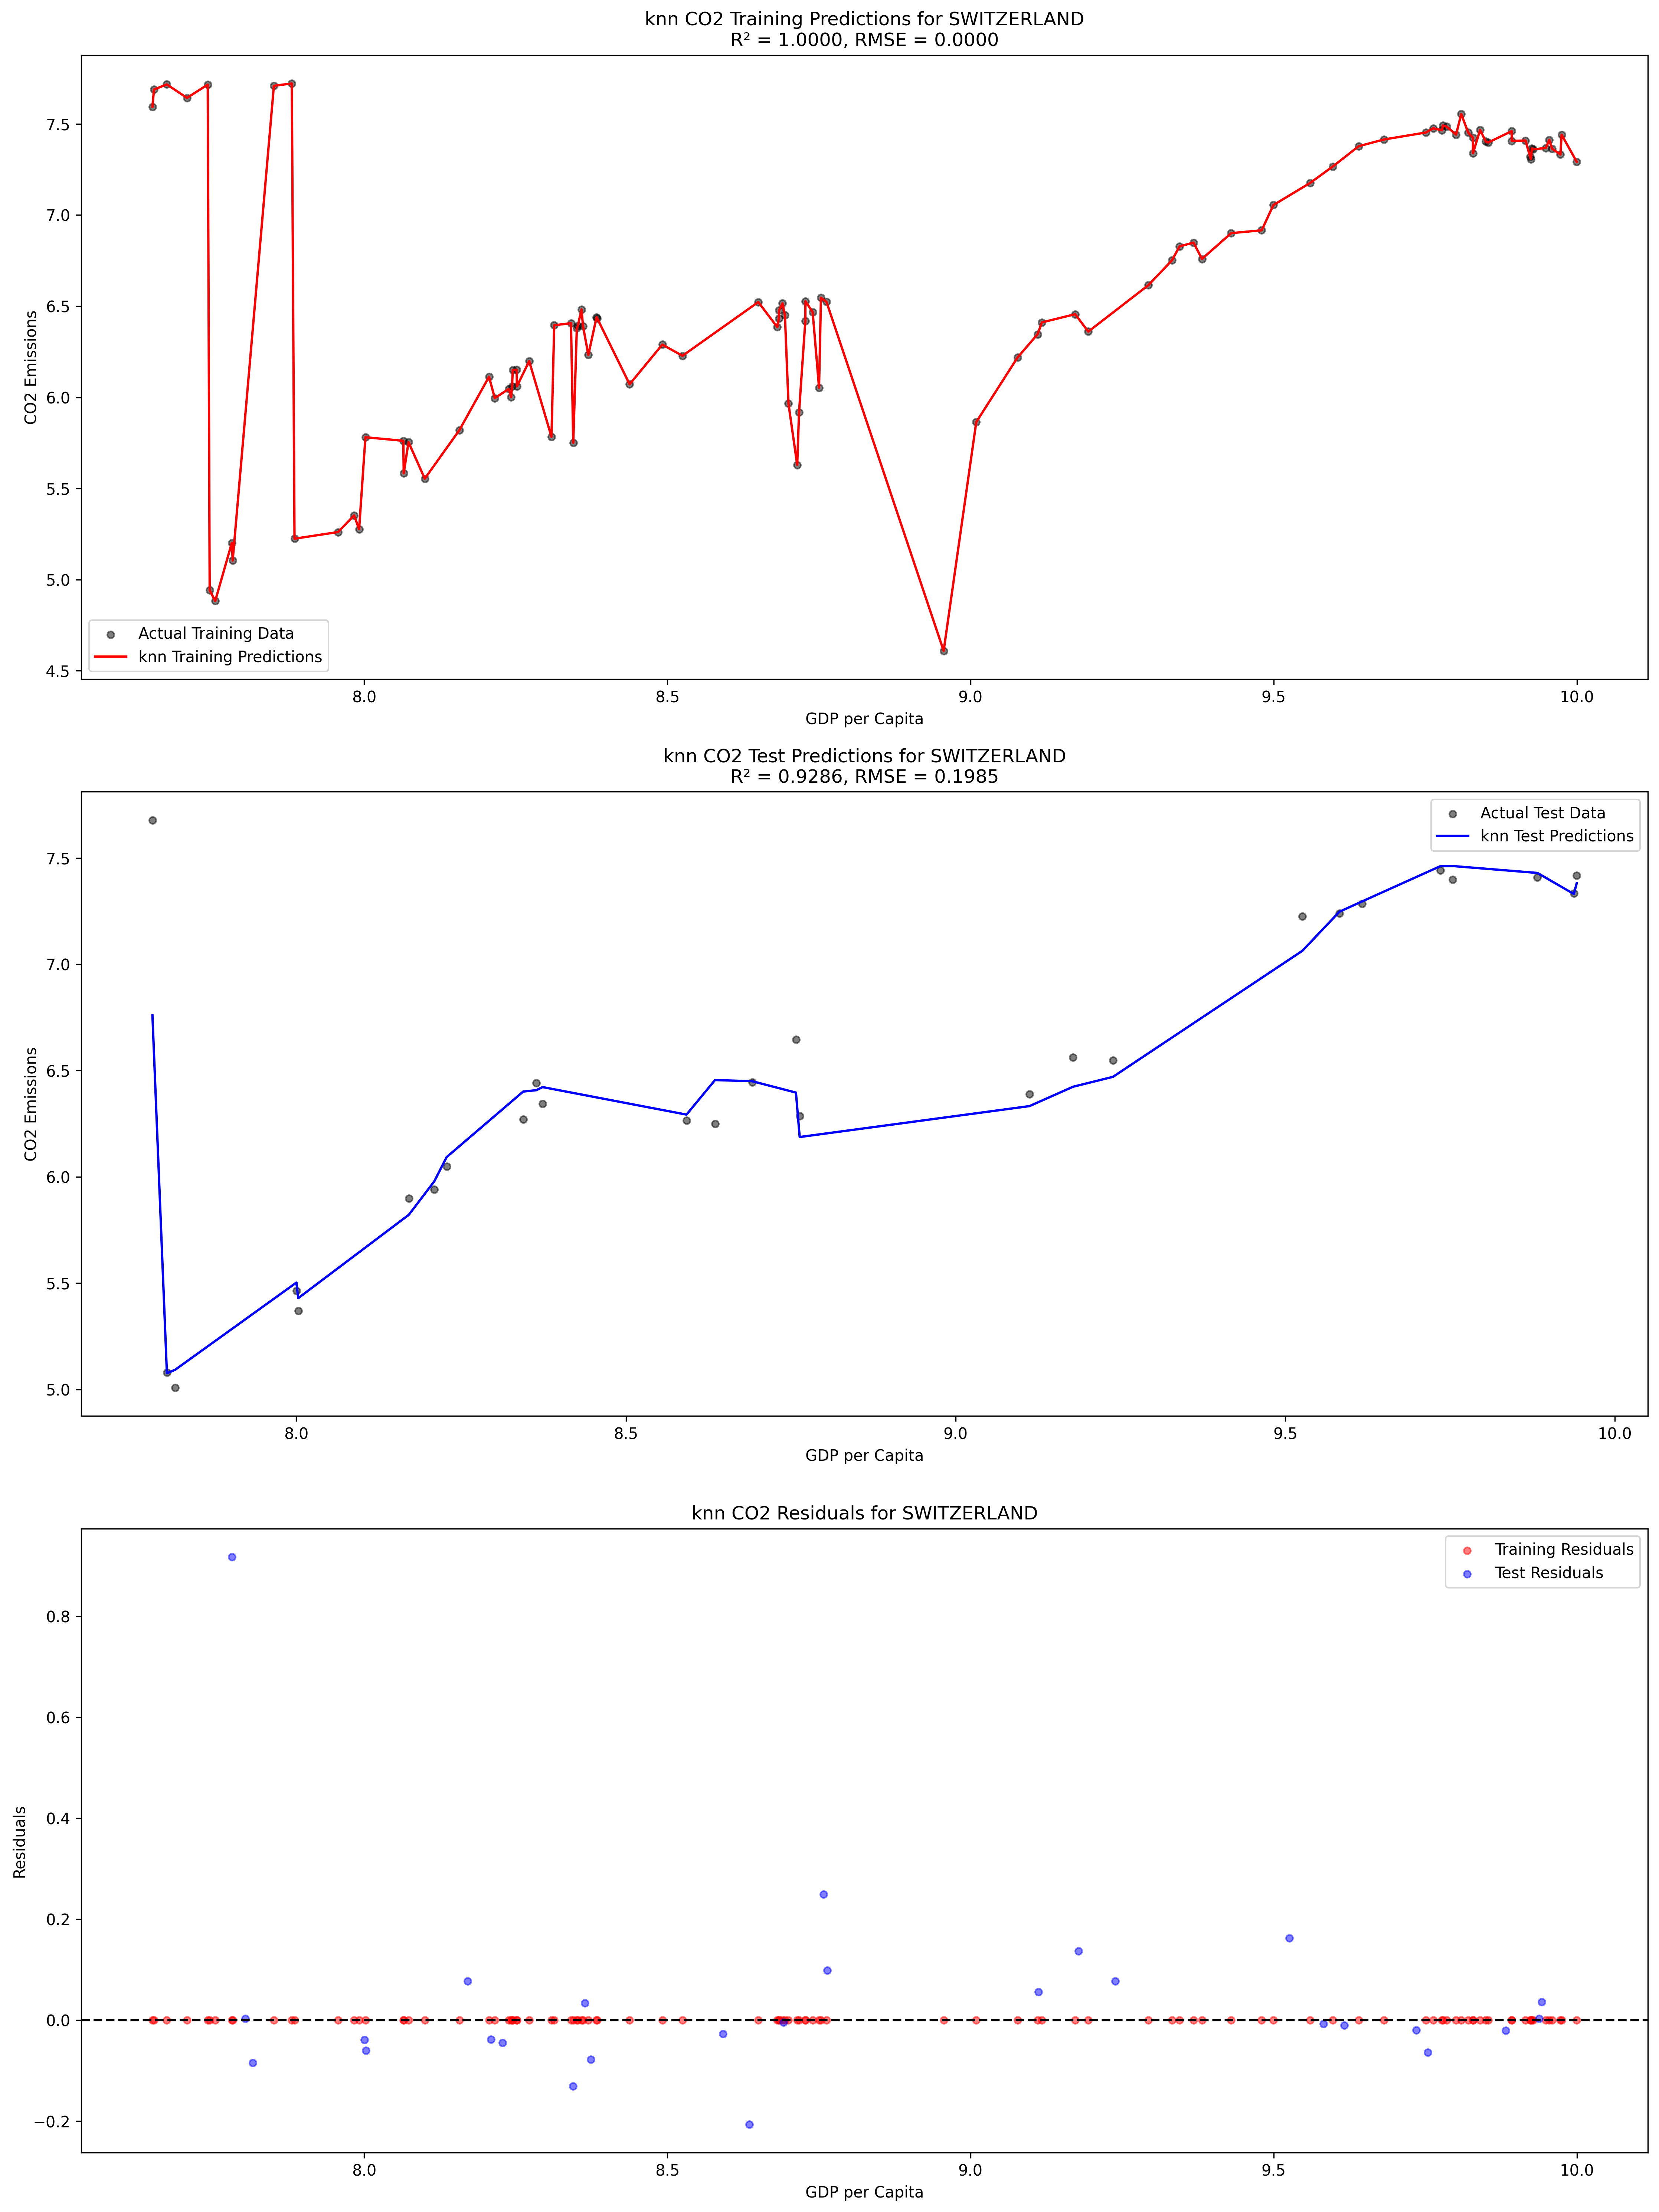 knn CO2 Training Predictions for SWITZERLAND
R² = 1.0000, RMSE = 0.0000
CO2 Emissions
7.5
7.0
6.5
6.0
5.5
5.0
4.5
Actual Training Data
knn Training Predictions
8.0 8.5 9.0 9.5 10.0
GDP per Capita
knn CO2 Test Predictions for SWITZERLAND
R² = 0.9286, RMSE = 0.1985
Actual Test Data
knn Test Predictions
CO2 Emissions
7.5
7.0
6.5
6.0
5.5
5.0
8.0 8.5 9.0 9.5 10.0
GDP per Capita
knn CO2 Residuals for SWITZERLAND
Training Residuals
Test Residuals
Residuals
0.8
0.6
0.4
0.2
0.0
−0.2
8.0 8.5 9.0 9.5 10.0
GDP per Capita